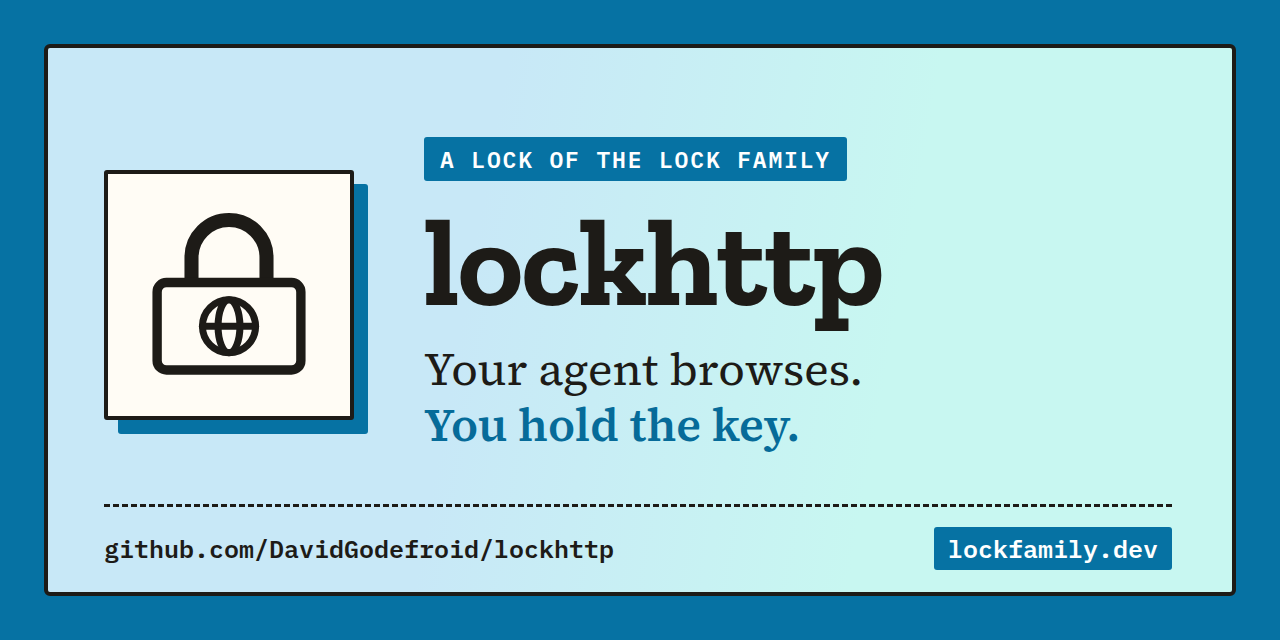 A LOCK OF THE LOCK FAMILY
lockhttp
Your agent browses.
You hold the key.
github.com/DavidGodefroid/lockhttp
lockfamily.dev